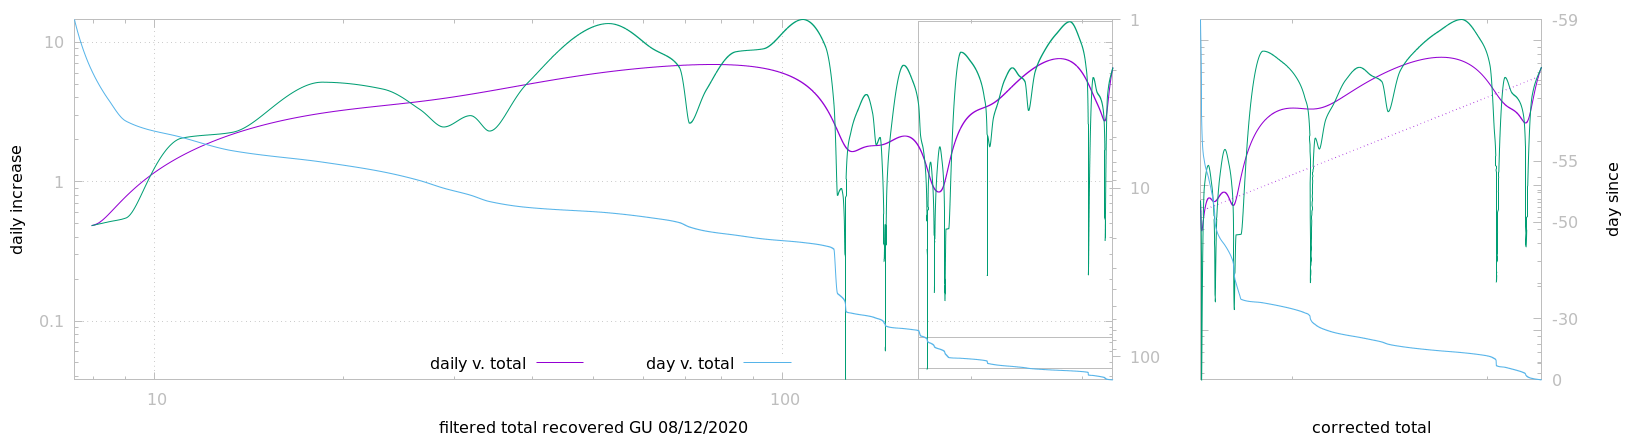 10
1
0.1
daily increase
10
100
daily v. total
day v. total
filtered total recovered GU 08/12/2020
1
10
100
-59
-55
-50
-30
0
day since
corrected total